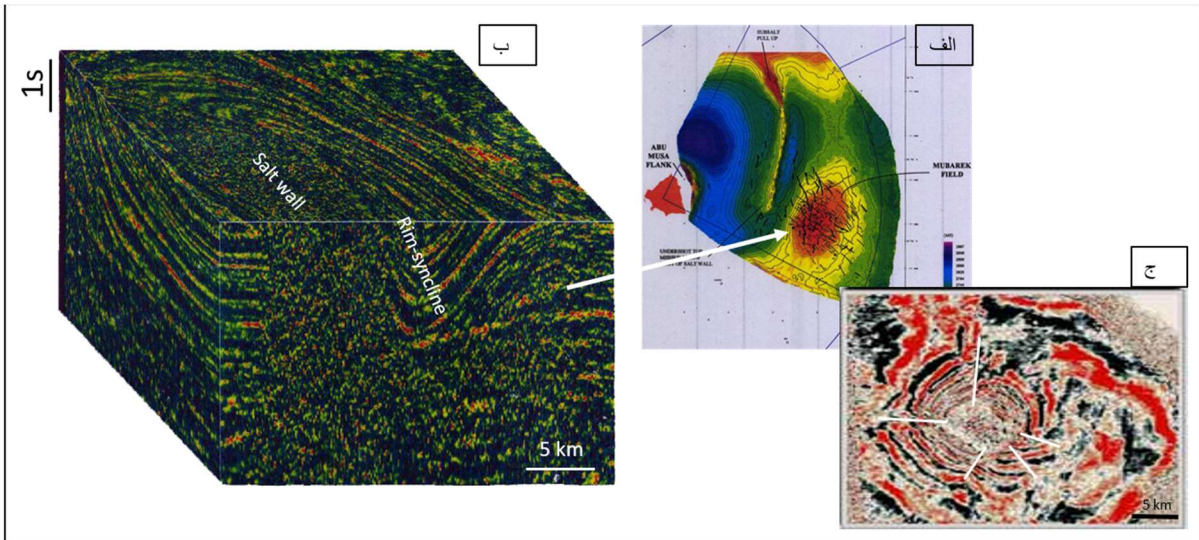 ب
1s
Salt wall
Rim-syncline
5 km
الف
SUBSALT
PULL UP
ABU
MUSA
FLANK
MUBAREK
FIELD
ج
5 km